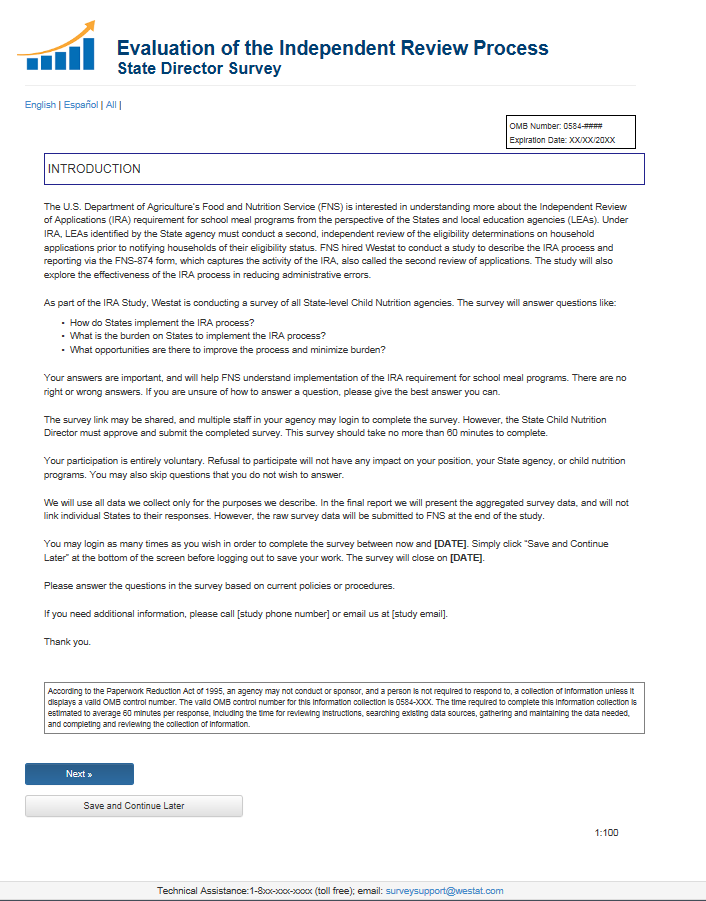 Evaluation of the Independent Review Process
State Director Survey
English | Español | All |
OMB Number: 0584-####
Expiration Date: XX/XX/20XX
INTRODUCTION
The U.S. Department of Agriculture's Food and Nutrition Service (FNS) is interested in understanding more about the Independent Review
of Applications (IRA) requirement for school meal programs from the perspective of the States and local education agencies (LEAs). Under
IRA, LEAs identified by the State agency must conduct a second, independent review of the eligibility determinations on household
applications prior to notifying households of their eligibility status. FNS hired Westat to conduct a study to describe the IRA process and
reporting via the FNS-874 form, which captures the activity of the IRA, also called the second review of applications. The study will also
explore the effectiveness of the IRA process in reducing administrative errors.
As part of the IRA Study, Westat is conducting a survey of all State-level Child Nutrition agencies. The survey will answer questions like:
• How do States implement the IRA process?
• What is the burden on States to implement the IRA process?
• What opportunities are there to improve the process and minimize burden?
Your answers are important, and will help FNS understand implementation of the IRA requirement for school meal programs. There are no
right or wrong answers. If you are unsure of how to answer a question, please give the best answer you can.
The survey link may be shared, and multiple staff in your agency may login to complete the survey. However, the State Child Nutrition
Director must approve and submit the completed survey. This survey should take no more than 60 minutes to complete.
Your participation is entirely voluntary. Refusal to participate will not have any impact on your position, your State agency, or child nutrition
programs. You may also skip questions that you do not wish to answer.
We will use all data we collect only for the purposes we describe. In the final report we will present the aggregated survey data, and will not
link individual States to their responses. However, the raw survey data will be submitted to FNS at the end of the study.
You may login as many times as you wish in order to complete the survey between now and [DATE]. Simply click "Save and Continue
Later" at the bottom of the screen before logging out to save your work. The survey will close on [DATE].
Please answer the questions in the survey based on current policies or procedures.
If you need additional information, please call [study phone number] or email us at [study email].
Thank you.
According to the Paperwork Reduction Act of 1995, an agency may not conduct or sponsor, and a person is not required to respond to, a collection of information unless it
displays a valid OMB control number. The valid OMB control number for this information collection is 0584-XXX. The time required to complete this information collection is
estimated to average 60 minutes per response, including the time for reviewing instructions, searching existing data sources, gathering and maintaining the data needed,
and completing and reviewing the collection of information.
Next »
Save and Continue Later
1:100
Technical Assistance:1-8xx-xxx-xxxx (toll free); email: surveysupport@westat.com